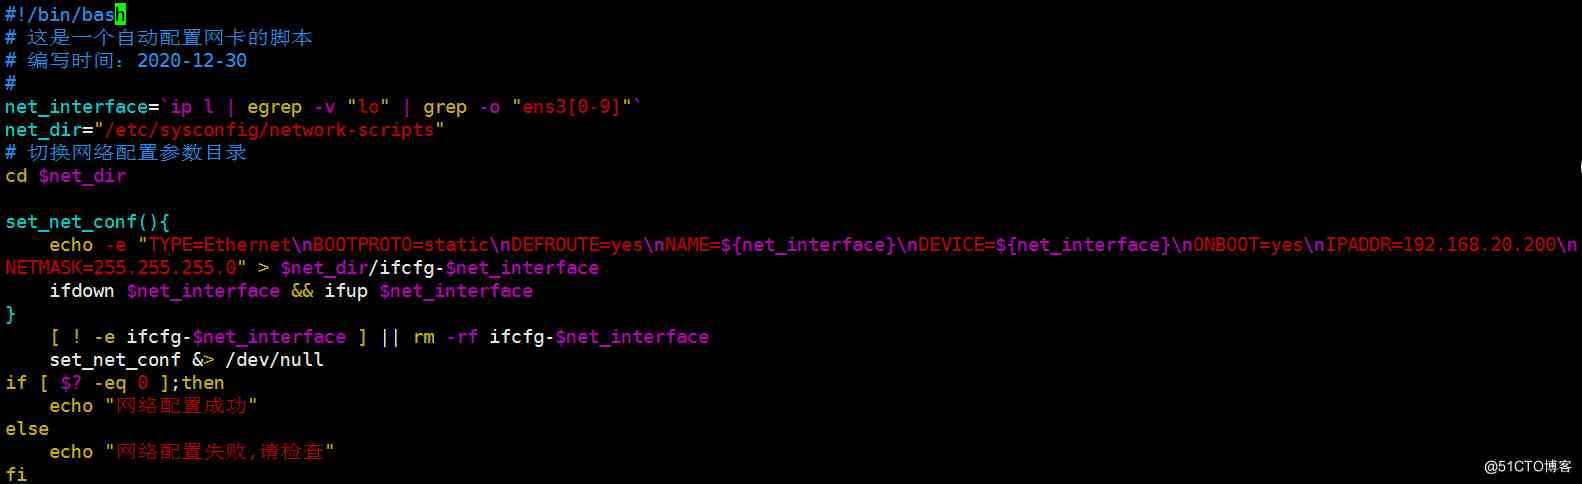 #!/bin/bash
# 这是一个自动配置网卡的脚本
# 编写时间：2020-12-30
#
net_interface=`ip l | egrep -v "lo" | grep -o "ens3[0-9]"`
net_dir="/etc/sysconfig/network-scripts"
# 切换网络配置参数目录
cd $net_dir

set_net_conf(){
    echo -e "TYPE=Ethernet\nBOOTPROTO=static\nDEFROUTE=yes\nNAME=${net_interface}\nDEVICE=${net_interface}\nONBOOT=yes\nIPADDR=192.168.20.200\n
NETMASK=255.255.255.0" > $net_dir/ifcfg-$net_interface
    ifdown $net_interface && ifup $net_interface
}
    [ ! -e ifcfg-$net_interface ] || rm -rf ifcfg-$net_interface
    set_net_conf &> /dev/null
if [ $? -eq 0 ];then
    echo "网络配置成功"
else
    echo "网络配置失败,请检查"
fi
@51CTO博客